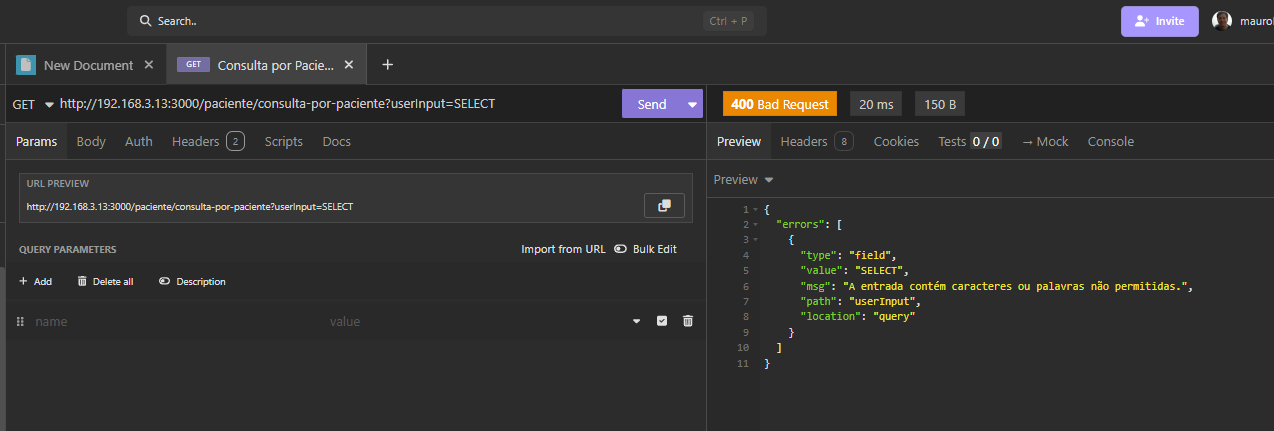 Search..
Ctrl + P
Invite
New Document
GET Consulta por Pacie...
GET http://192.168.3.13:3000/paciente/consulta-por-paciente?userInput=SELECT
Send
400 Bad Request
20 ms
150 B
Params Body Auth Headers 2 Scripts Docs
URL PREVIEW
http://192.168.3.13:3000/paciente/consulta-por-paciente?userInput=SELECT
QUERY PARAMETERS
Import from URL Bulk Edit
+ Add Delete all Description
name value
Preview Headers 8 Cookies Tests 0 / 0 → Mock Console
Preview
1 {
2 "errors": [
3 {
4 "type": "field",
5 "value": "SELECT",
6 "msg": "A entrada contém caracteres ou palavras não permitidas.",
7 "path": "userInput",
8 "location": "query"
9 }
10 ]
11 }